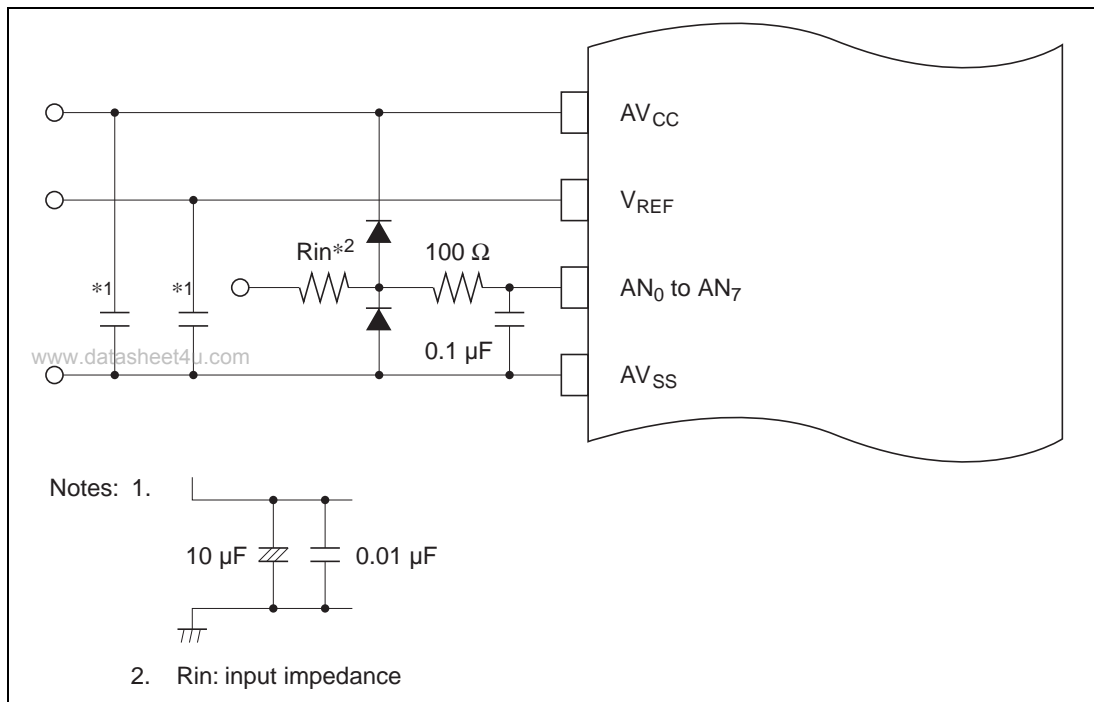 AVCC
VREF
Rin*2
100 Ω
*1
*1
AN0 to AN7
0.1 µF
www.datasheet4u.com
AVSS
Notes: 1.
10 µF
0.01 µF
2. Rin: input impedance